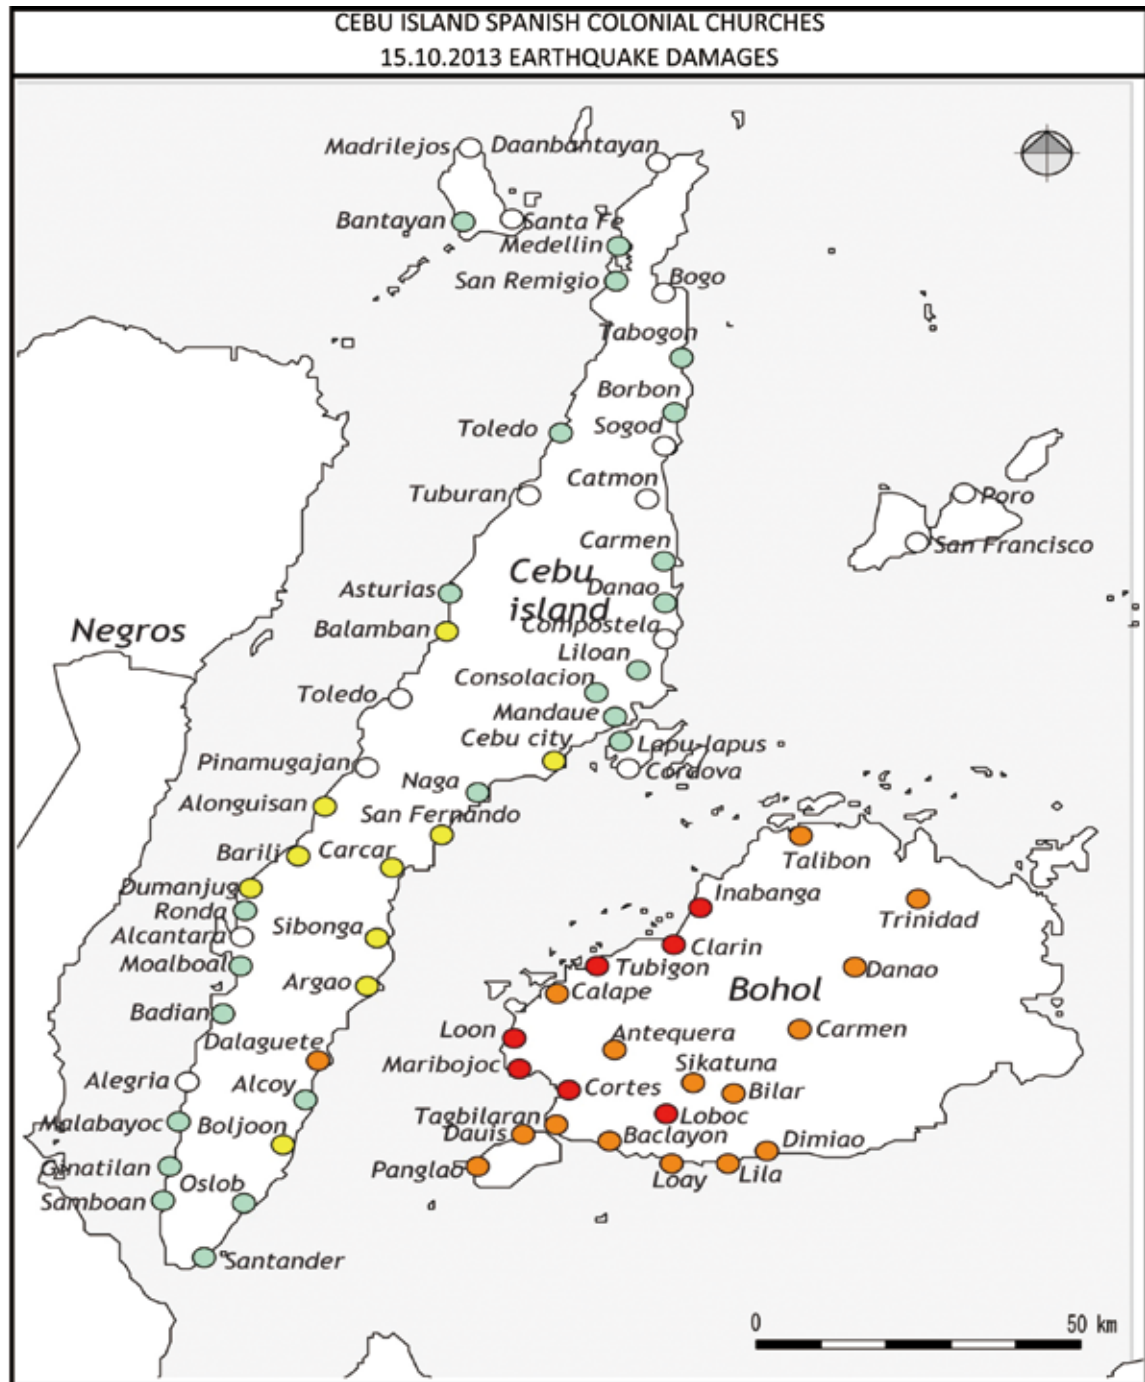 CEBU ISLAND SPANISH COLONIAL CHURCHES
15.10.2013 EARTHQUAKE DAMAGES
Madrilejos
Daanbantayan
Bantayan
Santa Fe
Medellin
San Remigio
Bogo
Tabogon
Borbon
Toledo
Sogod
Catmon
Tuburan
Poro
Carmen
San Francisco
Cebu
island
Asturias
Danao
Negros
Balamban
Compostela
Liloan
Consolacion
Toledo
Mandaue
Cebu city
Lapu-lapus
Pinamugajan
Cordova
Naga
Alonguisan
San Fernando
Barili
Carcar
Talibon
Dumanjug
Inabanga
Ronda
Trinidad
Alcantara
Sibonga
Clarin
Moalboal
Tubigon
Danao
Argao
Calape
Bohol
Badian
Loon
Antequera
Carmen
Dalaguete
Maribojoc
Sikatuna
Alegria
Alcoy
Cortes
Bilar
Malabayoc
Boljoon
Tagbilaran
Loboc
Dauis
Baclayon
Dimiao
Ginatilan
Panglao
Loay
Lila
Oslob
Samboan
Santander
0
50 km